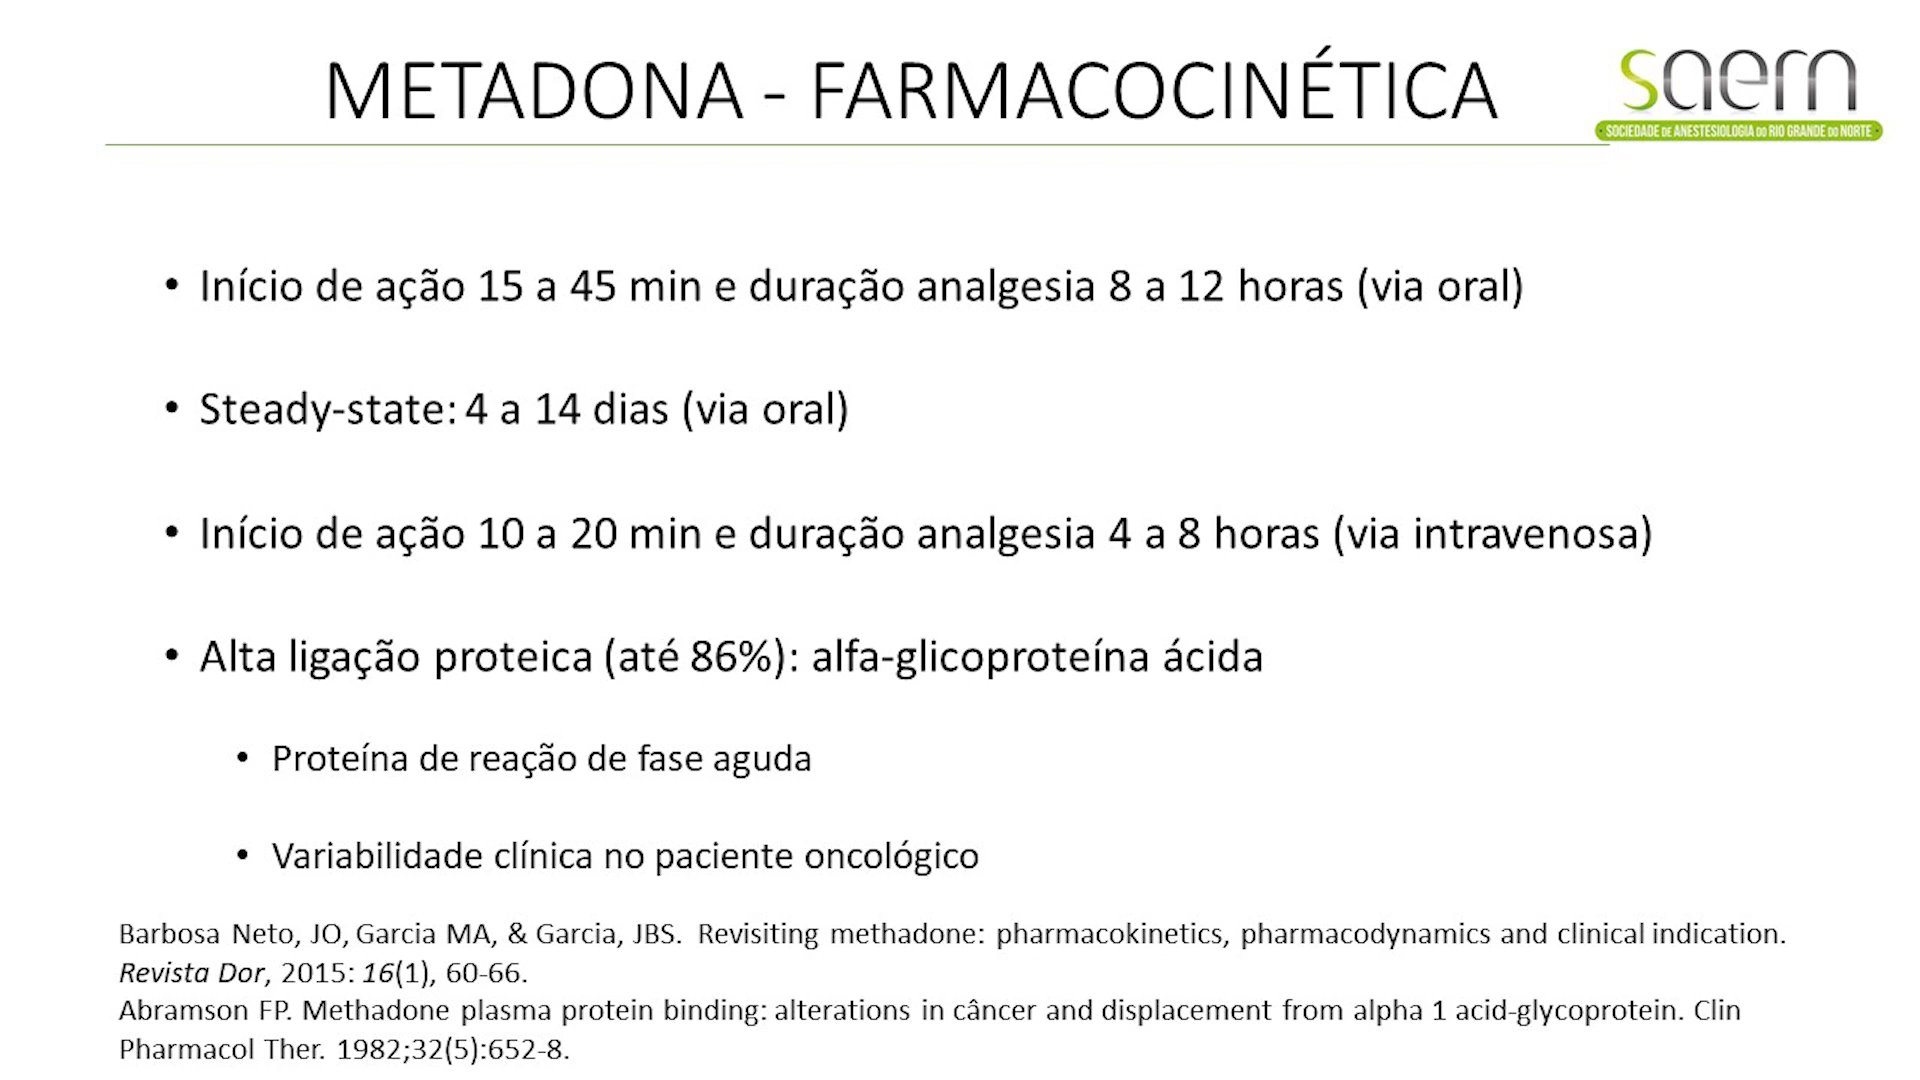 METADONA - FARMACOCINÉTICA
saern
SOCIEDADE DE ANESTESIOLOGIA DO RIO GRANDE DO NORTE
• Início de ação 15 a 45 min e duração analgesia 8 a 12 horas (via oral)
• Steady-state: 4 a 14 dias (via oral)
• Início de ação 10 a 20 min e duração analgesia 4 a 8 horas (via intravenosa)
• Alta ligação proteica (até 86%): alfa-glicoproteína ácida
• Proteína de reação de fase aguda
• Variabilidade clínica no paciente oncológico
Barbosa Neto, JO, Garcia MA, & Garcia, JBS. Revisiting methadone: pharmacokinetics, pharmacodynamics and clinical indication.
Revista Dor, 2015: 16(1), 60-66.
Abramson FP. Methadone plasma protein binding: alterations in câncer and displacement from alpha 1 acid-glycoprotein. Clin
Pharmacol Ther. 1982;32(5):652-8.